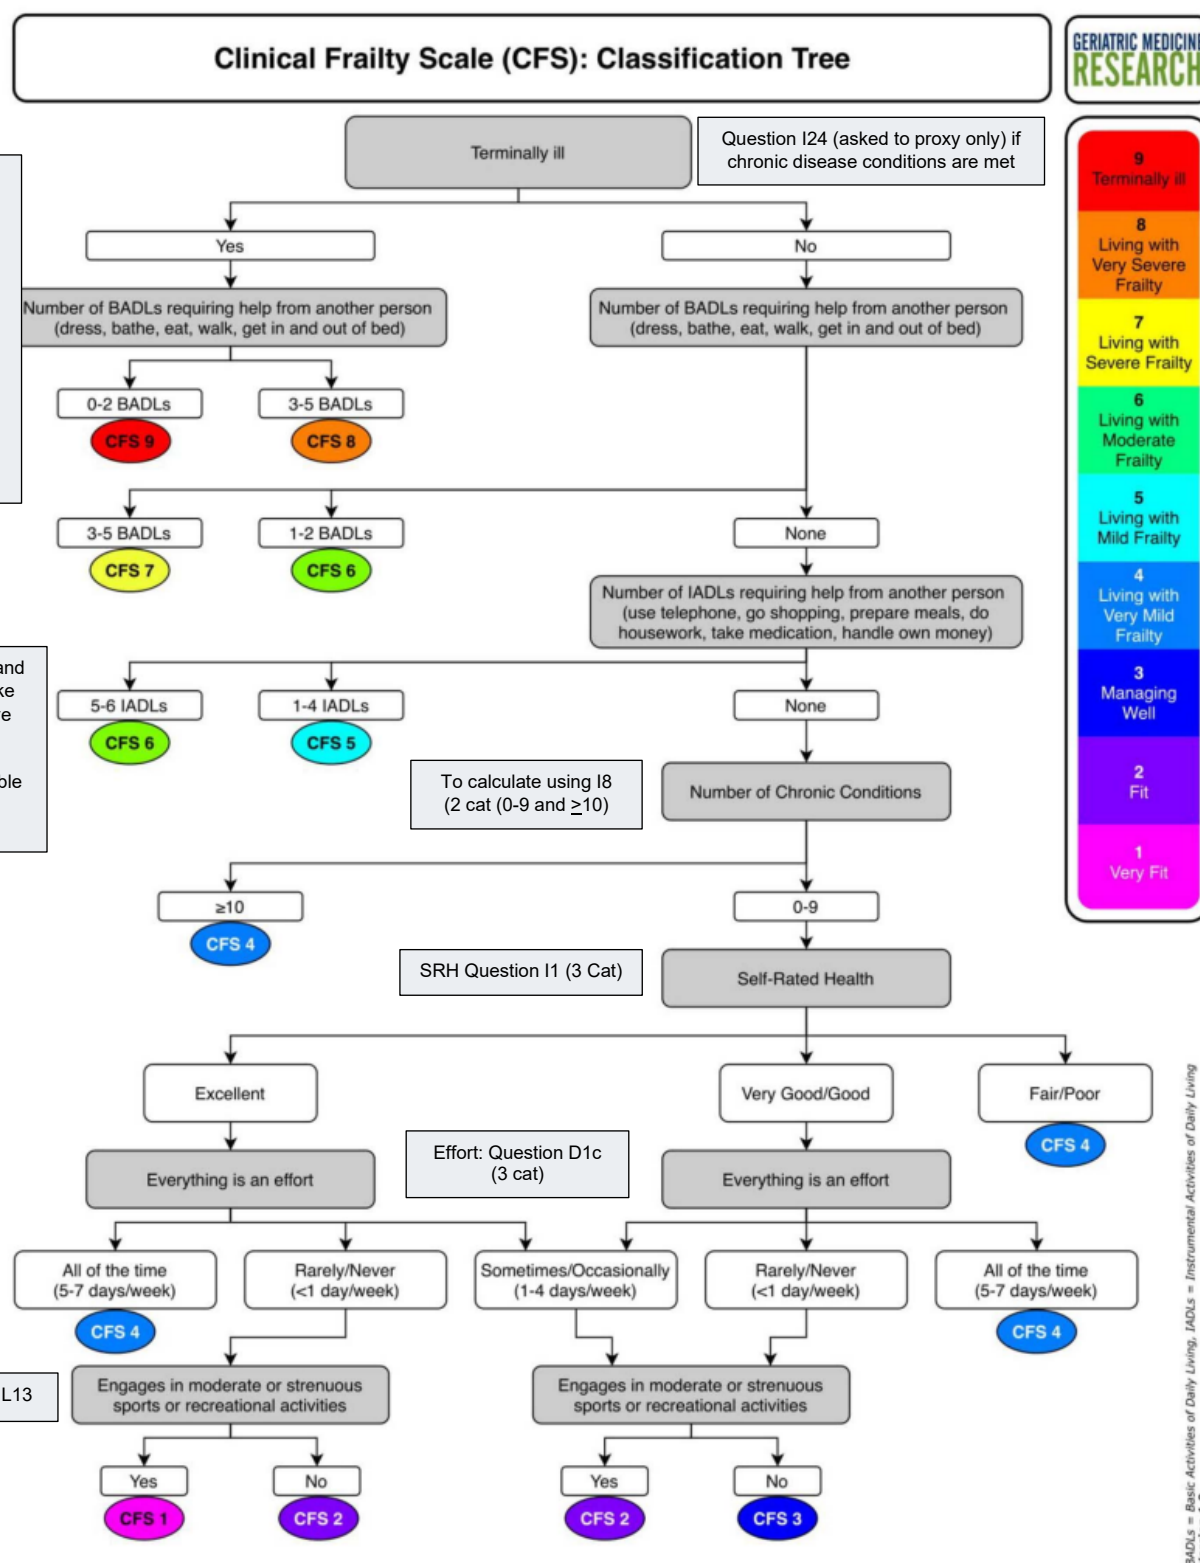 Clinical Frailty Scale (CFS): Classification Tree
GERIATRIC MEDICINE
RESEARCH
Terminally ill
Question I24 (asked to proxy only) if
chronic disease conditions are met
Yes
No
Number of BADLs requiring help from another person
(dress, bathe, eat, walk, get in and out of bed)
Number of BADLs requiring help from another person
(dress, bathe, eat, walk, get in and out of bed)
0-2 BADLs
3-5 BADLs
CFS 9
CFS 8
3-5 BADLs
1-2 BADLs
None
CFS 7
CFS 6
Number of IADLs requiring help from another person
(use telephone, go shopping, prepare meals, do
housework, take medication, handle own money)
and
5-6 IADLs
1-4 IADLs
None
CFS 6
CFS 5
To calculate using I8
(2 cat (0-9 and ≥10)
Number of Chronic Conditions
≥10
0-9
CFS 4
SRH Question I1 (3 Cat)
Self-Rated Health
Excellent
Very Good/Good
Fair/Poor
CFS 4
Effort: Question D1c
(3 cat)
Everything is an effort
Everything is an effort
All of the time
(5-7 days/week)
Rarely/Never
(<1 day/week)
Sometimes/Occasionally
(1-4 days/week)
Rarely/Never
(<1 day/week)
All of the time
(5-7 days/week)
CFS 4
CFS 4
L13
Engages in moderate or strenuous
sports or recreational activities
Engages in moderate or strenuous
sports or recreational activities
Yes
No
Yes
No
CFS 1
CFS 2
CFS 2
CFS 3
9
Terminally ill
8
Living with
Very Severe
Frailty
7
Living with
Severe Frailty
6
Living with
Moderate
Frailty
5
Living with
Mild Frailty
4
Living with
Very Mild
Frailty
3
Managing
Well
2
Fit
1
Very Fit
BADLs = Basic Activities of Daily Living, IADLs = Instrumental Activities of Daily Living